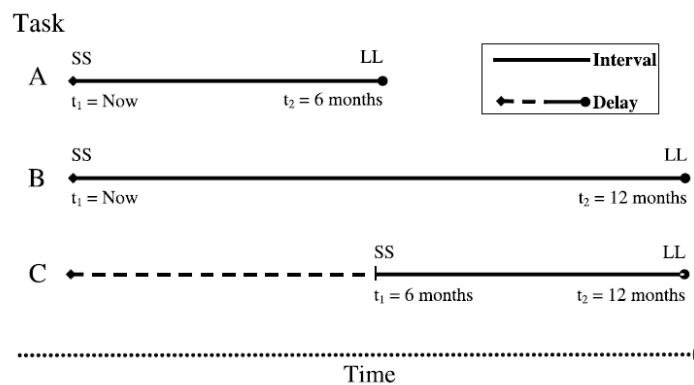 Task
SS LL
A
t₁ = Now t₂ = 6 months
Interval
Delay
SS LL
B
t₁ = Now t₂ = 12 months
SS LL
C
t₁ = 6 months t₂ = 12 months
Time